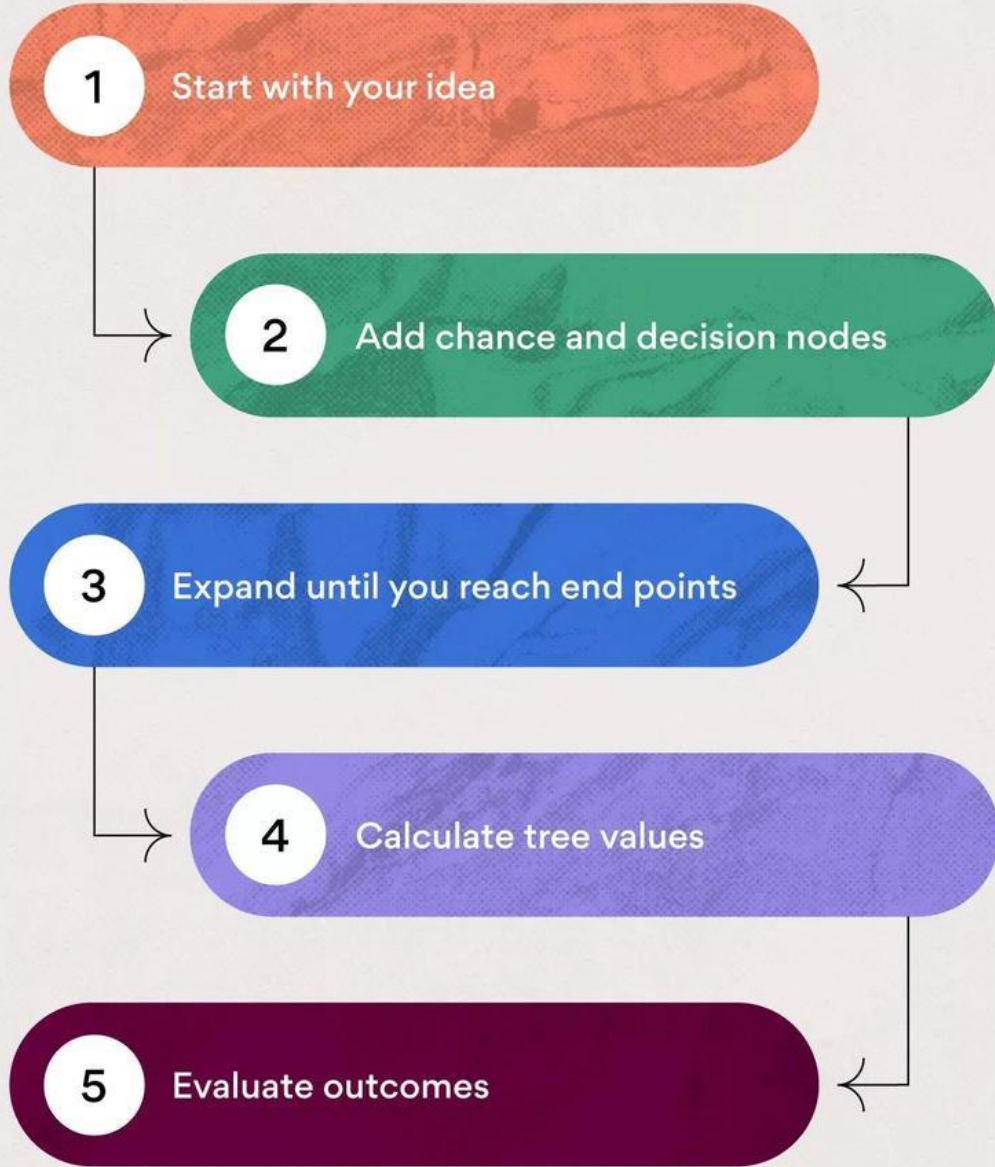 1 Start with your idea
2 Add chance and decision nodes
3 Expand until you reach end points
4 Calculate tree values
5 Evaluate outcomes